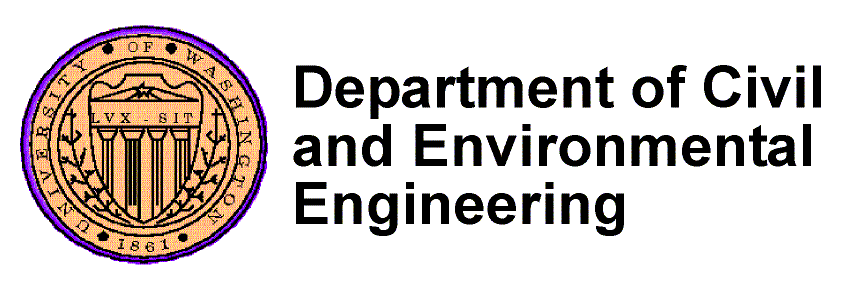 UNIVERSITY OF WASHINGTON
LVX - SIT
1861
Department of Civil
and Environmental
Engineering